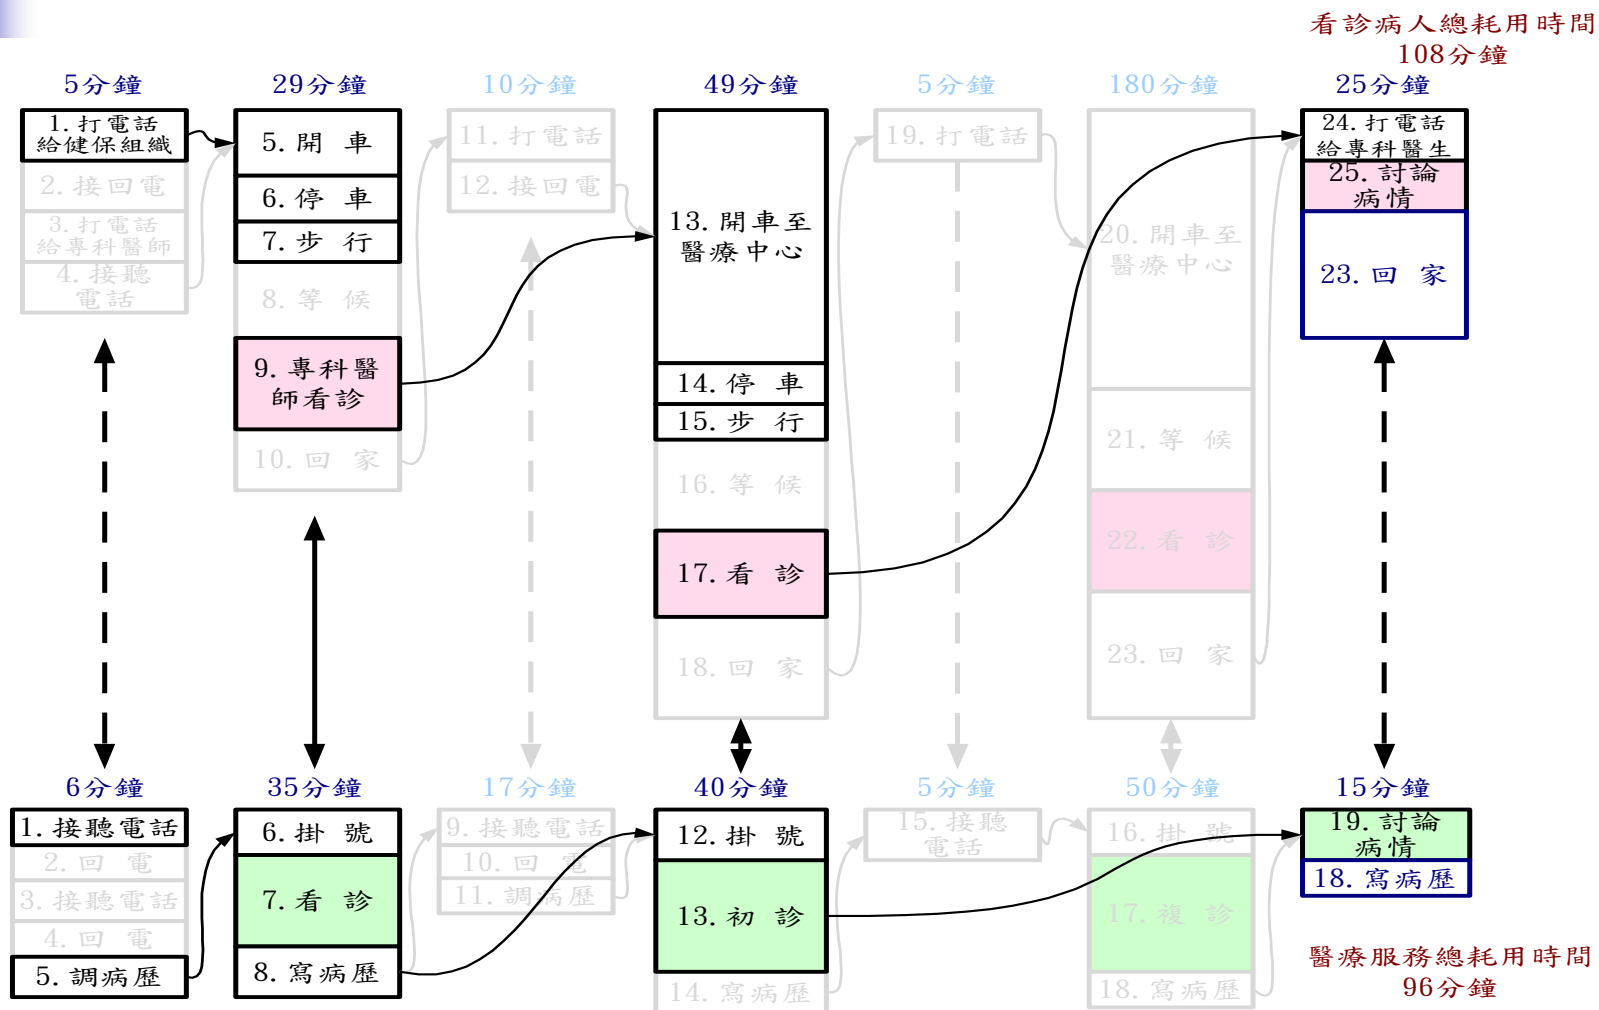 看診病人總耗用時間
108分鐘
5分鐘
29分鐘
10分鐘
49分鐘
5分鐘
180分鐘
25分鐘
1.打電話
給健保組織
2.接回電
3.打電話
給專科醫師
4.接聽
電話
5.開 車
6.停 車
7.步 行
8.等 候
9.專科醫
師看診
10.回 家
11.打電話
12.接回電
13.開車至
醫療中心
14.停 車
15.步 行
16.等 候
17.看 診
18.回 家
19.打電話
20.開車至
醫療中心
21.等 候
22.看 診
23.回 家
24.打電話
給專科醫生
25.討論
病情
23.回 家
6分鐘
35分鐘
17分鐘
40分鐘
5分鐘
50分鐘
15分鐘
1.接聽電話
2.回 電
3.接聽電話
4.回 電
5.調病歷
6.掛 號
7.看 診
8.寫病歷
9.接聽電話
10.回 電
11.調病歷
12.掛 號
13.初 診
14.寫病歷
15.接聽
電話
16.掛 號
17.複 診
18.寫病歷
19.討論
病情
18.寫病歷
醫療服務總耗用時間
96分鐘